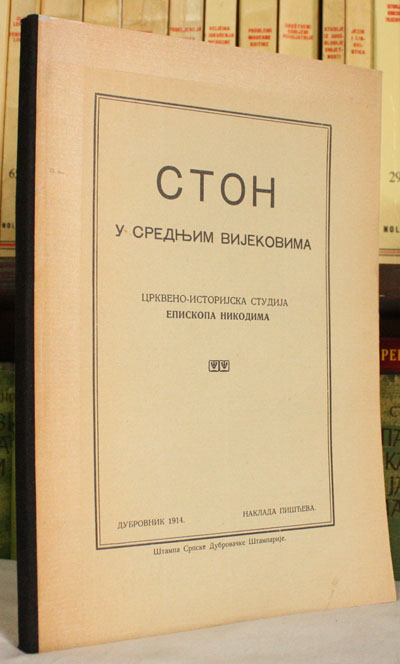 СТОН
У СРЕДЊИМ ВИЈЕКОВИМА
ЦРКВЕНО-ИСТОРИЈСКА СТУДИЈА
ЕПИСКОПА НИКОДИМА
ДУБРОВНИК 1914. НАКЛАДА ПИШЧЕВА.
Штампа Српске Дубровачке Штампарије.